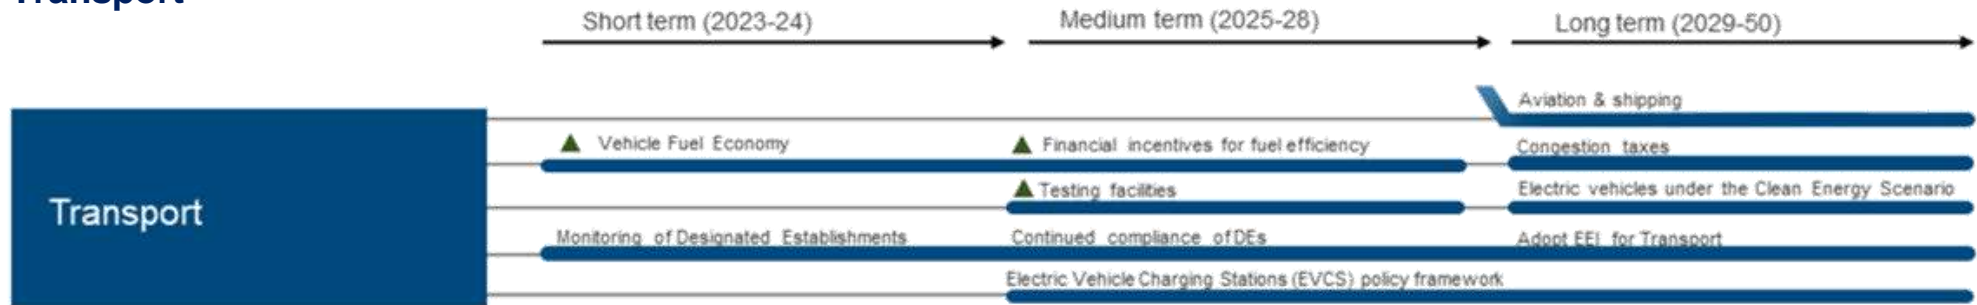 Transport
Short term (2023-24)
Medium term (2025-28)
Long term (2029-50)
Aviation & shipping
Vehicle Fuel Economy
Financial incentives for fuel efficiency
Congestion taxes
Testing facilities
Electric vehicles under the Clean Energy Scenario
Transport
Monitoring of Designated Establishments
Continued compliance of DEs
Adopt EEI for Transport
Electric Vehicle Charging Stations (EVCS) policy framework